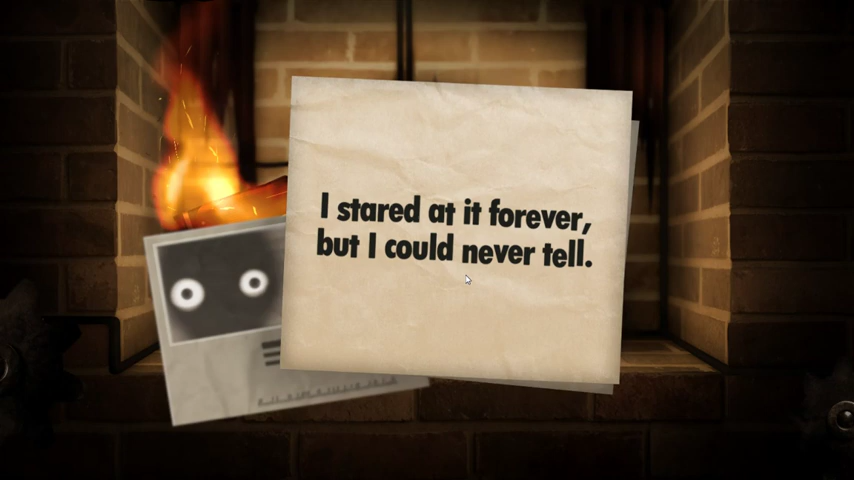 I stared at it forever,
but I could never tell.